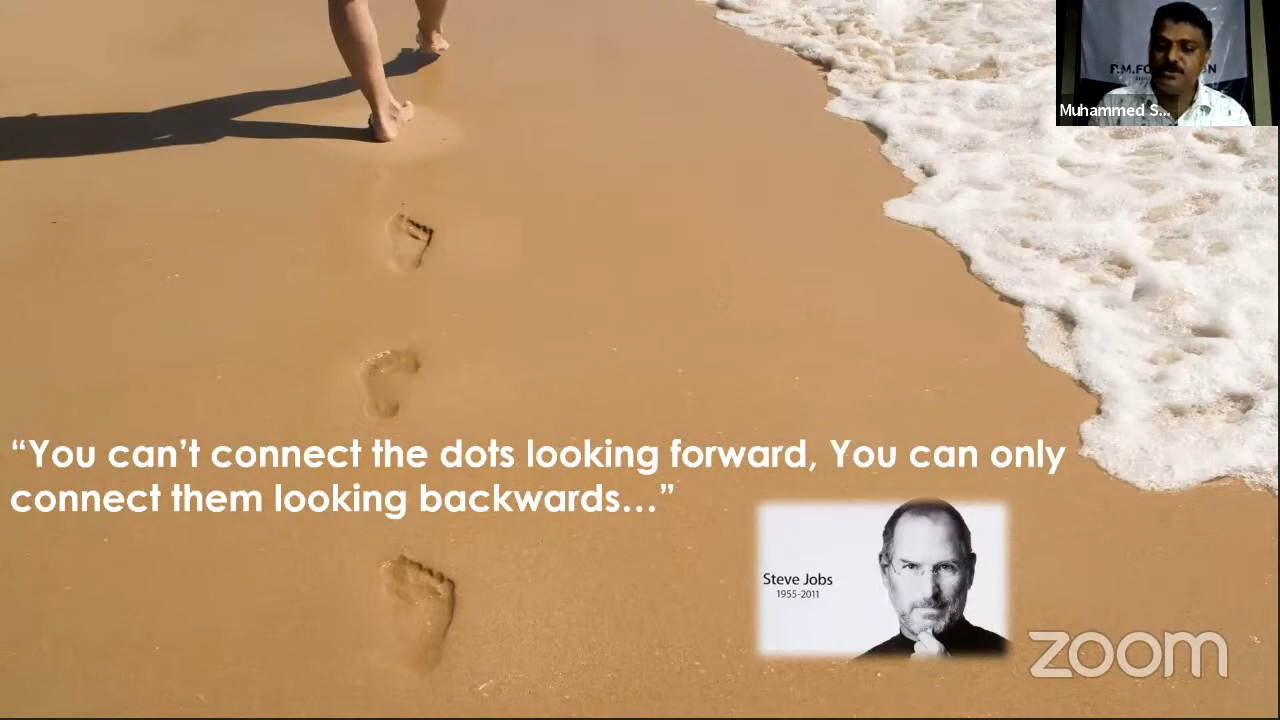 Muhammed S...
“You can’t connect the dots looking forward, You can only
connect them looking backwards…”
Steve Jobs
1955-2011
zoom